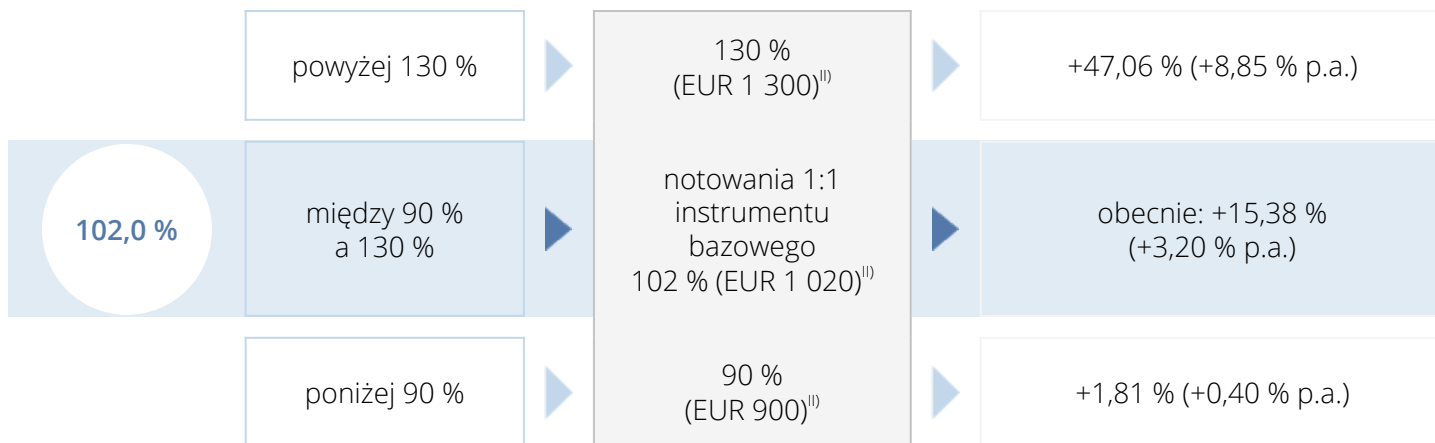 powyżej 130 %
130 %
(EUR 1 300)II)
+47,06 % (+8,85 % p.a.)
102,0 %
między 90 %
a 130 %
notowania 1:1
instrumentu
bazowego
102 % (EUR 1 020)II)
obecnie: +15,38 %
(+3,20 % p.a.)
poniżej 90 %
90 %
(EUR 900)II)
+1,81 % (+0,40 % p.a.)